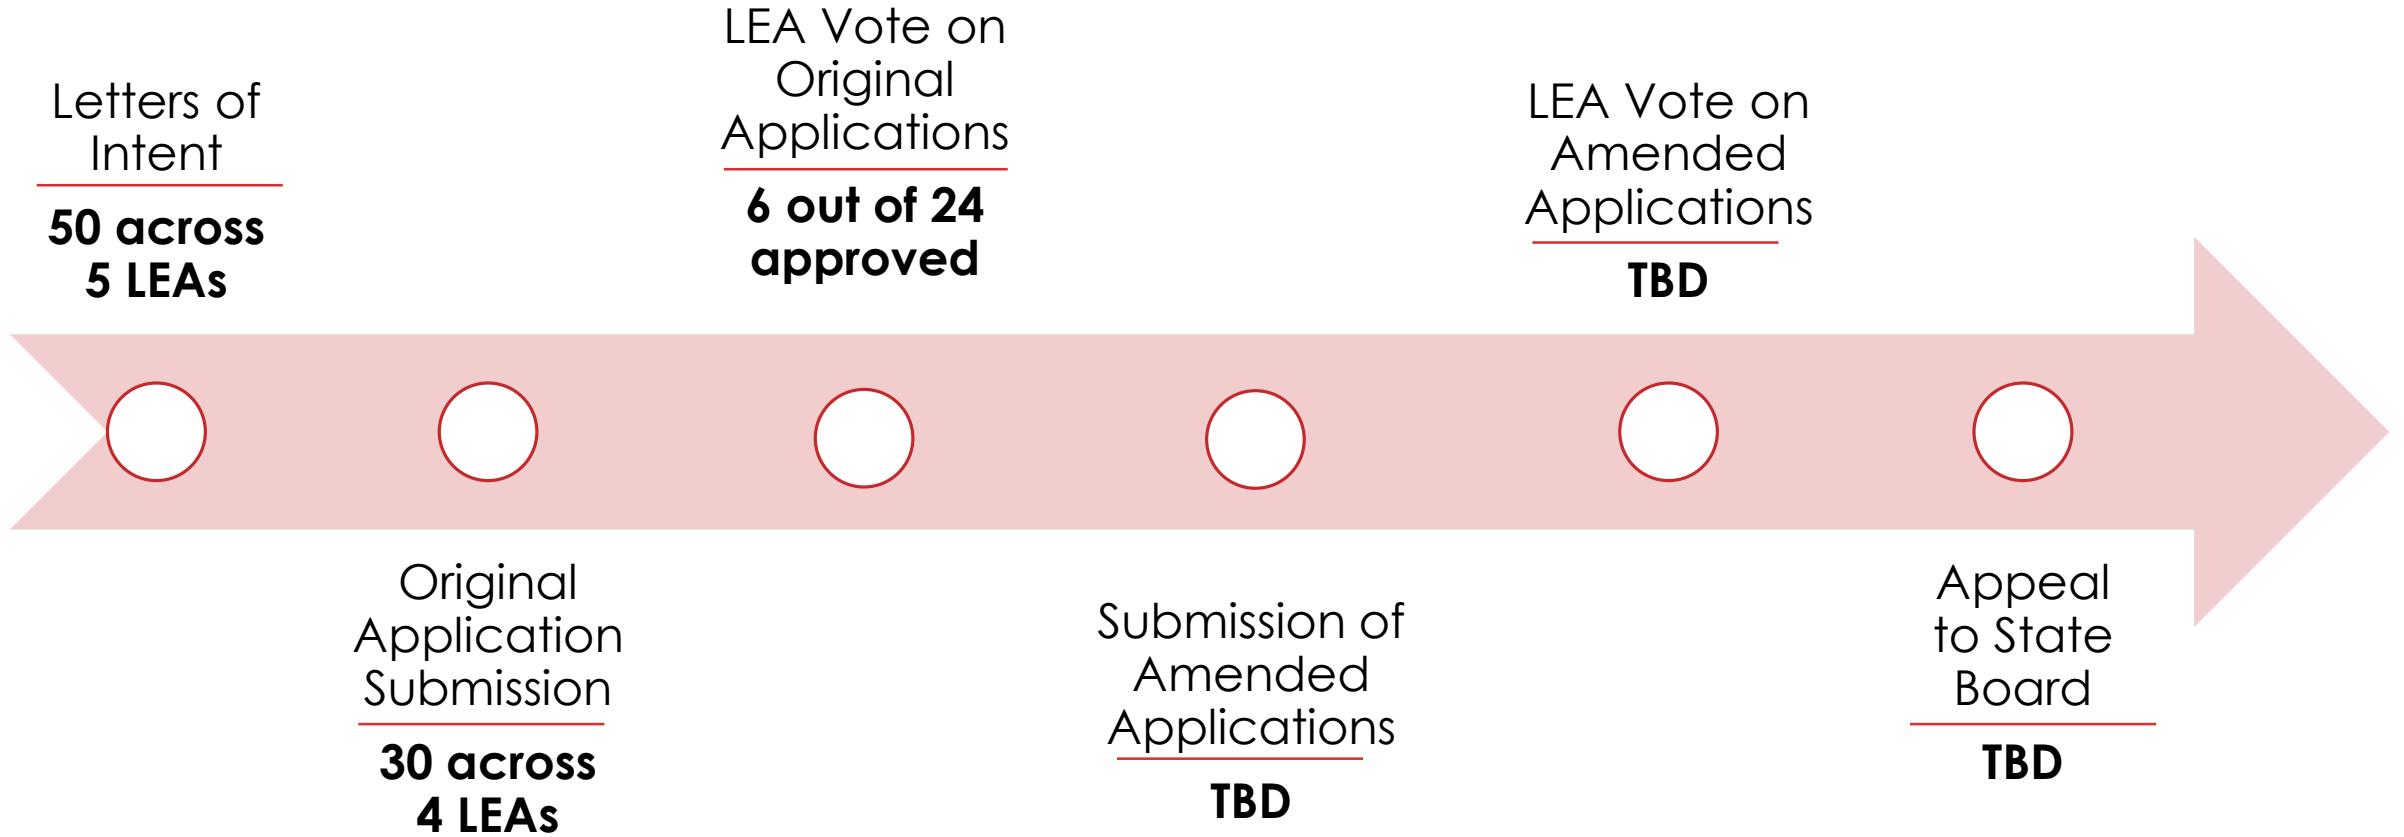 Letters of
Intent
50 across
5 LEAs
Original
Application
Submission
30 across
4 LEAs
LEA Vote on
Original
Applications
6 out of 24
approved
Submission of
Amended
Applications
TBD
LEA Vote on
Amended
Applications
TBD
Appeal
to State
Board
TBD